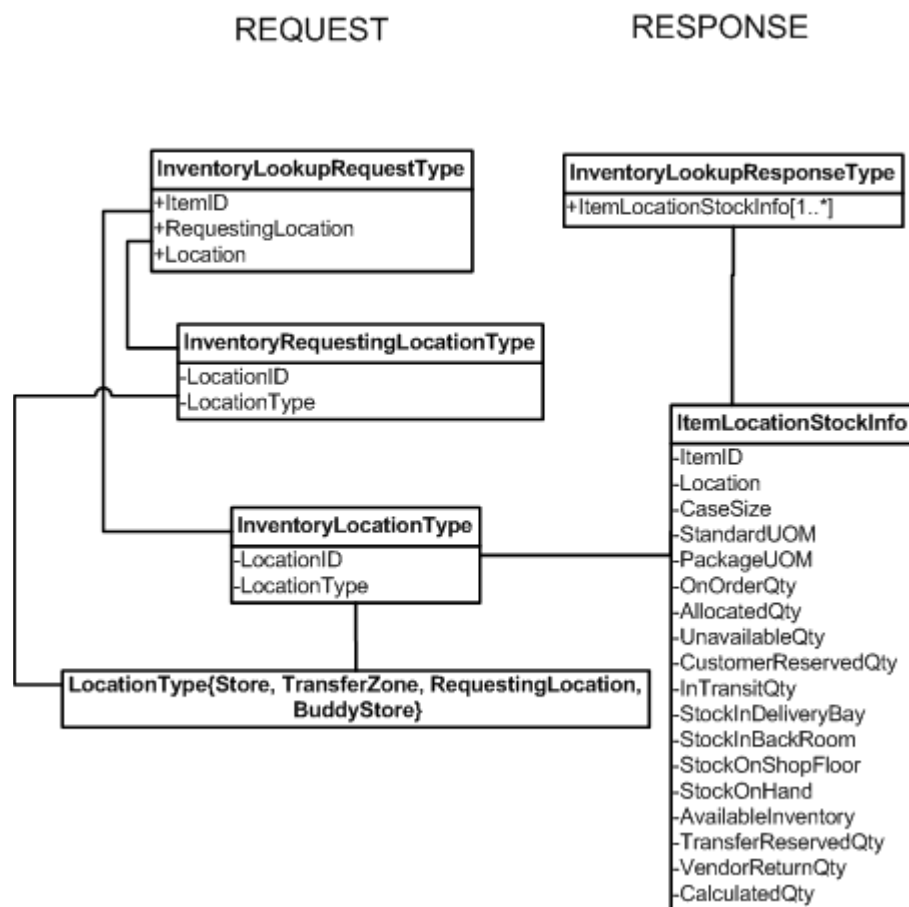 REQUEST
RESPONSE
InventoryLookupRequestType
+ItemID
+RequestingLocation
+Location
InventoryLookupResponseType
+ItemLocationStockInfo[1..*]
InventoryRequestingLocationType
-LocationID
-LocationType
InventoryLocationType
-LocationID
-LocationType
LocationType{Store, TransferZone, RequestingLocation,
BuddyStore}
ItemLocationStockInfo
-ItemID
-Location
-CaseSize
-StandardUOM
-PackageUOM
-OnOrderQty
-AllocatedQty
-UnavailableQty
-CustomerReservedQty
-InTransitQty
-StockInDeliveryBay
-StockInBackRoom
-StockOnShopFloor
-StockOnHand
-AvailableInventory
-TransferReservedQty
-VendorReturnQty
-CalculatedQty